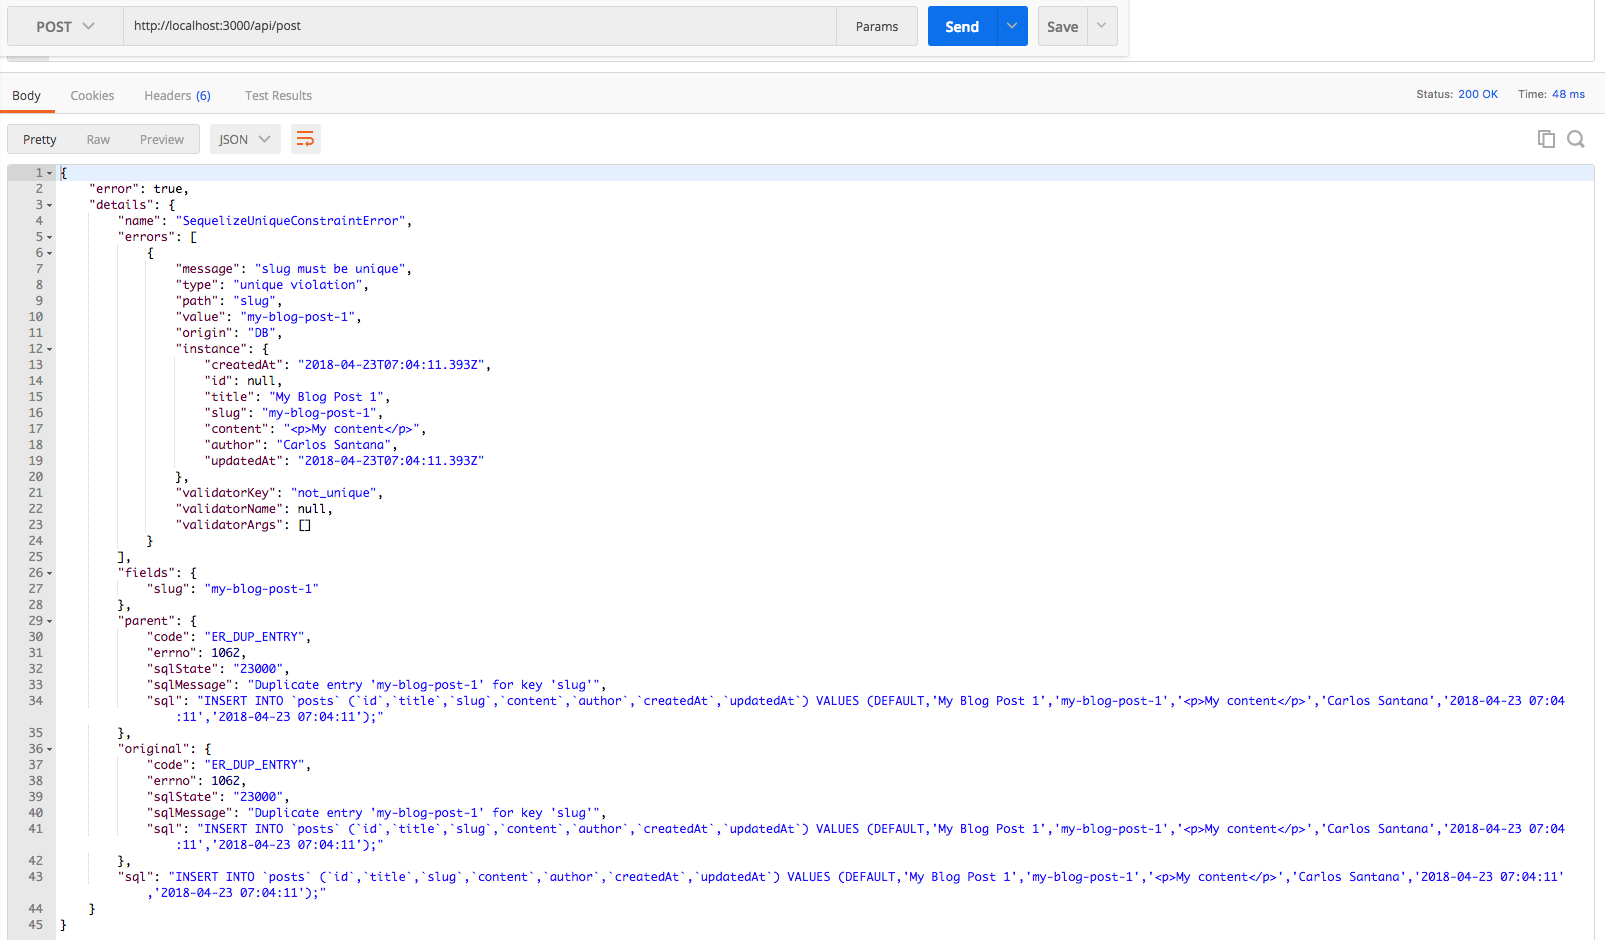 POST http://localhost:3000/api/post Params Send Save
Body Cookies Headers (6) Test Results Status: 200 OK Time: 48 ms
Pretty Raw Preview JSON
1 {
2 "error": true,
3 "details": {
4 "name": "SequelizeUniqueConstraintError",
5 "errors": [
6 {
7 "message": "slug must be unique",
8 "type": "unique violation",
9 "path": "slug",
10 "value": "my-blog-post-1",
11 "origin": "DB",
12 "instance": {
13 "createdAt": "2018-04-23T07:04:11.393Z",
14 "id": null,
15 "title": "My Blog Post 1",
16 "slug": "my-blog-post-1",
17 "content": "<p>My content</p>",
18 "author": "Carlos Santana",
19 "updatedAt": "2018-04-23T07:04:11.393Z"
20 },
21 "validatorKey": "not_unique",
22 "validatorName": null,
23 "validatorArgs": []
24 }
25 ],
26 "fields": {
27 "slug": "my-blog-post-1"
28 },
29 "parent": {
30 "code": "ER_DUP_ENTRY",
31 "errno": 1062,
32 "sqlState": "23000",
33 "sqlMessage": "Duplicate entry 'my-blog-post-1' for key 'slug'",
34 "sql": "INSERT INTO `posts` (`id`,`title`,`slug`,`content`,`author`,`createdAt`,`updatedAt`) VALUES (DEFAULT,'My Blog Post 1','my-blog-post-1','<p>My content</p>','Carlos Santana','2018-04-23 07:04
:11','2018-04-23 07:04:11');"
35 },
36 "original": {
37 "code": "ER_DUP_ENTRY",
38 "errno": 1062,
39 "sqlState": "23000",
40 "sqlMessage": "Duplicate entry 'my-blog-post-1' for key 'slug'",
41 "sql": "INSERT INTO `posts` (`id`,`title`,`slug`,`content`,`author`,`createdAt`,`updatedAt`) VALUES (DEFAULT,'My Blog Post 1','my-blog-post-1','<p>My content</p>','Carlos Santana','2018-04-23 07:04
:11','2018-04-23 07:04:11');"
42 },
43 "sql": "INSERT INTO `posts` (`id`,`title`,`slug`,`content`,`author`,`createdAt`,`updatedAt`) VALUES (DEFAULT,'My Blog Post 1','my-blog-post-1','<p>My content</p>','Carlos Santana','2018-04-23 07:04:11'
,'2018-04-23 07:04:11');"
44 }
45 }